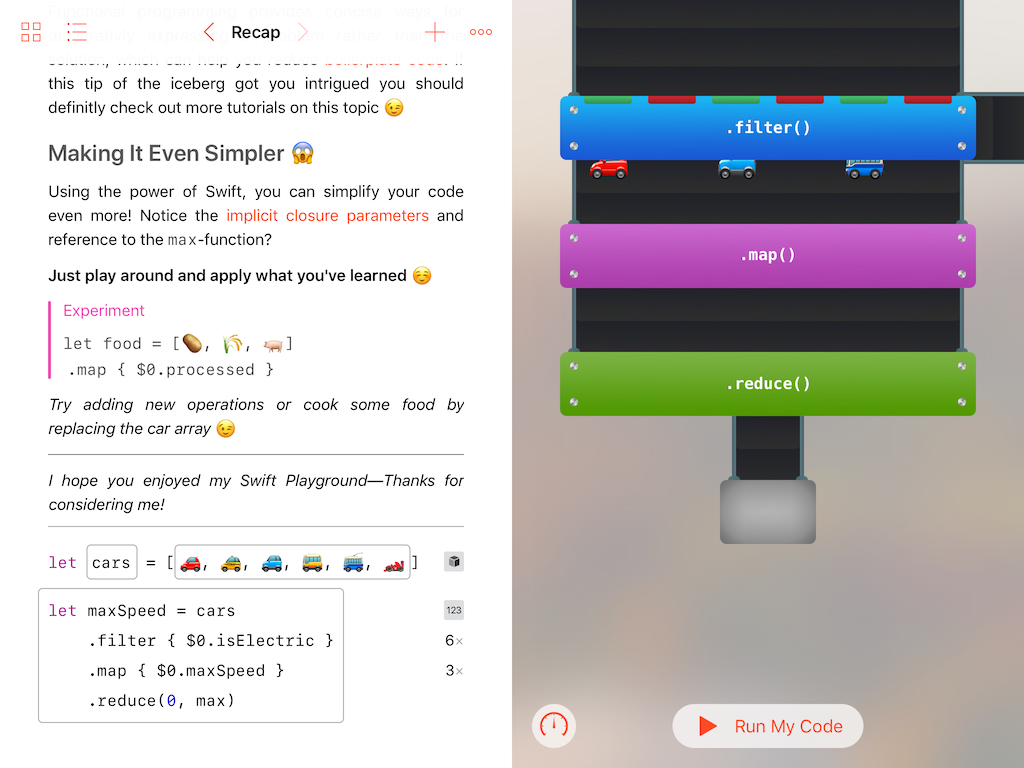 Functional programming provides concise ways for
Recap
solution, which can help you reduce boilerplate code. If
this tip of the iceberg got you intrigued you should
definitly check out more tutorials on this topic 😉
Making It Even Simpler 😱
Using the power of Swift, you can simplify your code
even more! Notice the implicit closure parameters and
reference to the max-function?
Just play around and apply what you've learned ☺️
Experiment
let food = [🥔, 🌾, 🐖]
.map { $0.processed }
Try adding new operations or cook some food by
replacing the car array 😉
I hope you enjoyed my Swift Playground—Thanks for
considering me!
let cars = [🚗, 🚕, 🚙, 🚌, 🚎, 🏎]
let maxSpeed = cars
123
.filter { $0.isElectric }
6×
.map { $0.maxSpeed }
3×
.reduce(0, max)
.filter()
.map()
.reduce()
Run My Code